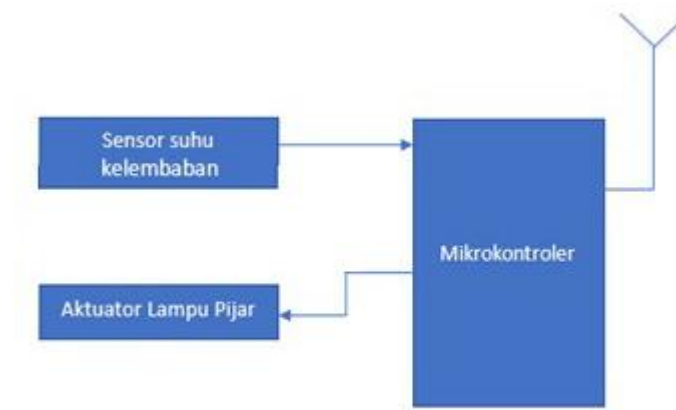 Sensor suhu
kelembaban
Mikrokontroler
Aktuator Lampu Pijar